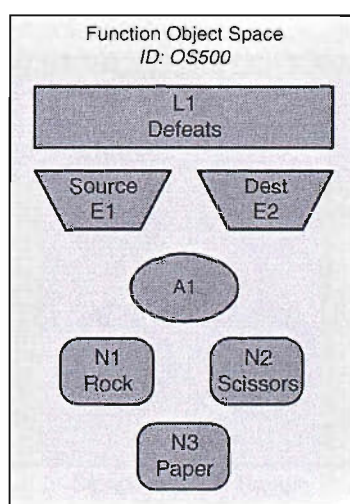 Function Object Space
ID: OS500
L1
Defeats
Source
E1
Dest
E2
A1
N1
Rock
N2
Scissors
N3
Paper